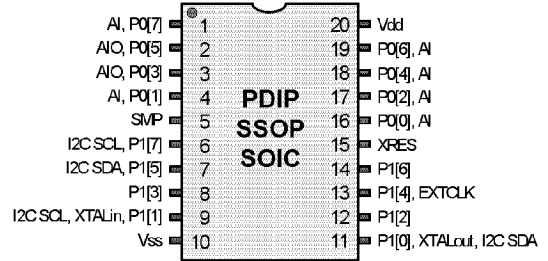 AI, P0[7] 1 20 Vdd
AIO, P0[5] 2 19 P0[6], AI
AIO, P0[3] 3 18 P0[4], AI
AI, P0[1] 4 PDIP 17 P0[2], AI
SMP 5 SSOP 16 P0[0], AI
I2C SCL, P1[7] 6 SOIC 15 XRES
I2C SDA, P1[5] 7 14 P1[6]
P1[3] 8 13 P1[4], EXTCLK
I2C SCL, XTALin, P1[1] 9 12 P1[2]
Vss 10 11 P1[0], XTALout, I2C SDA